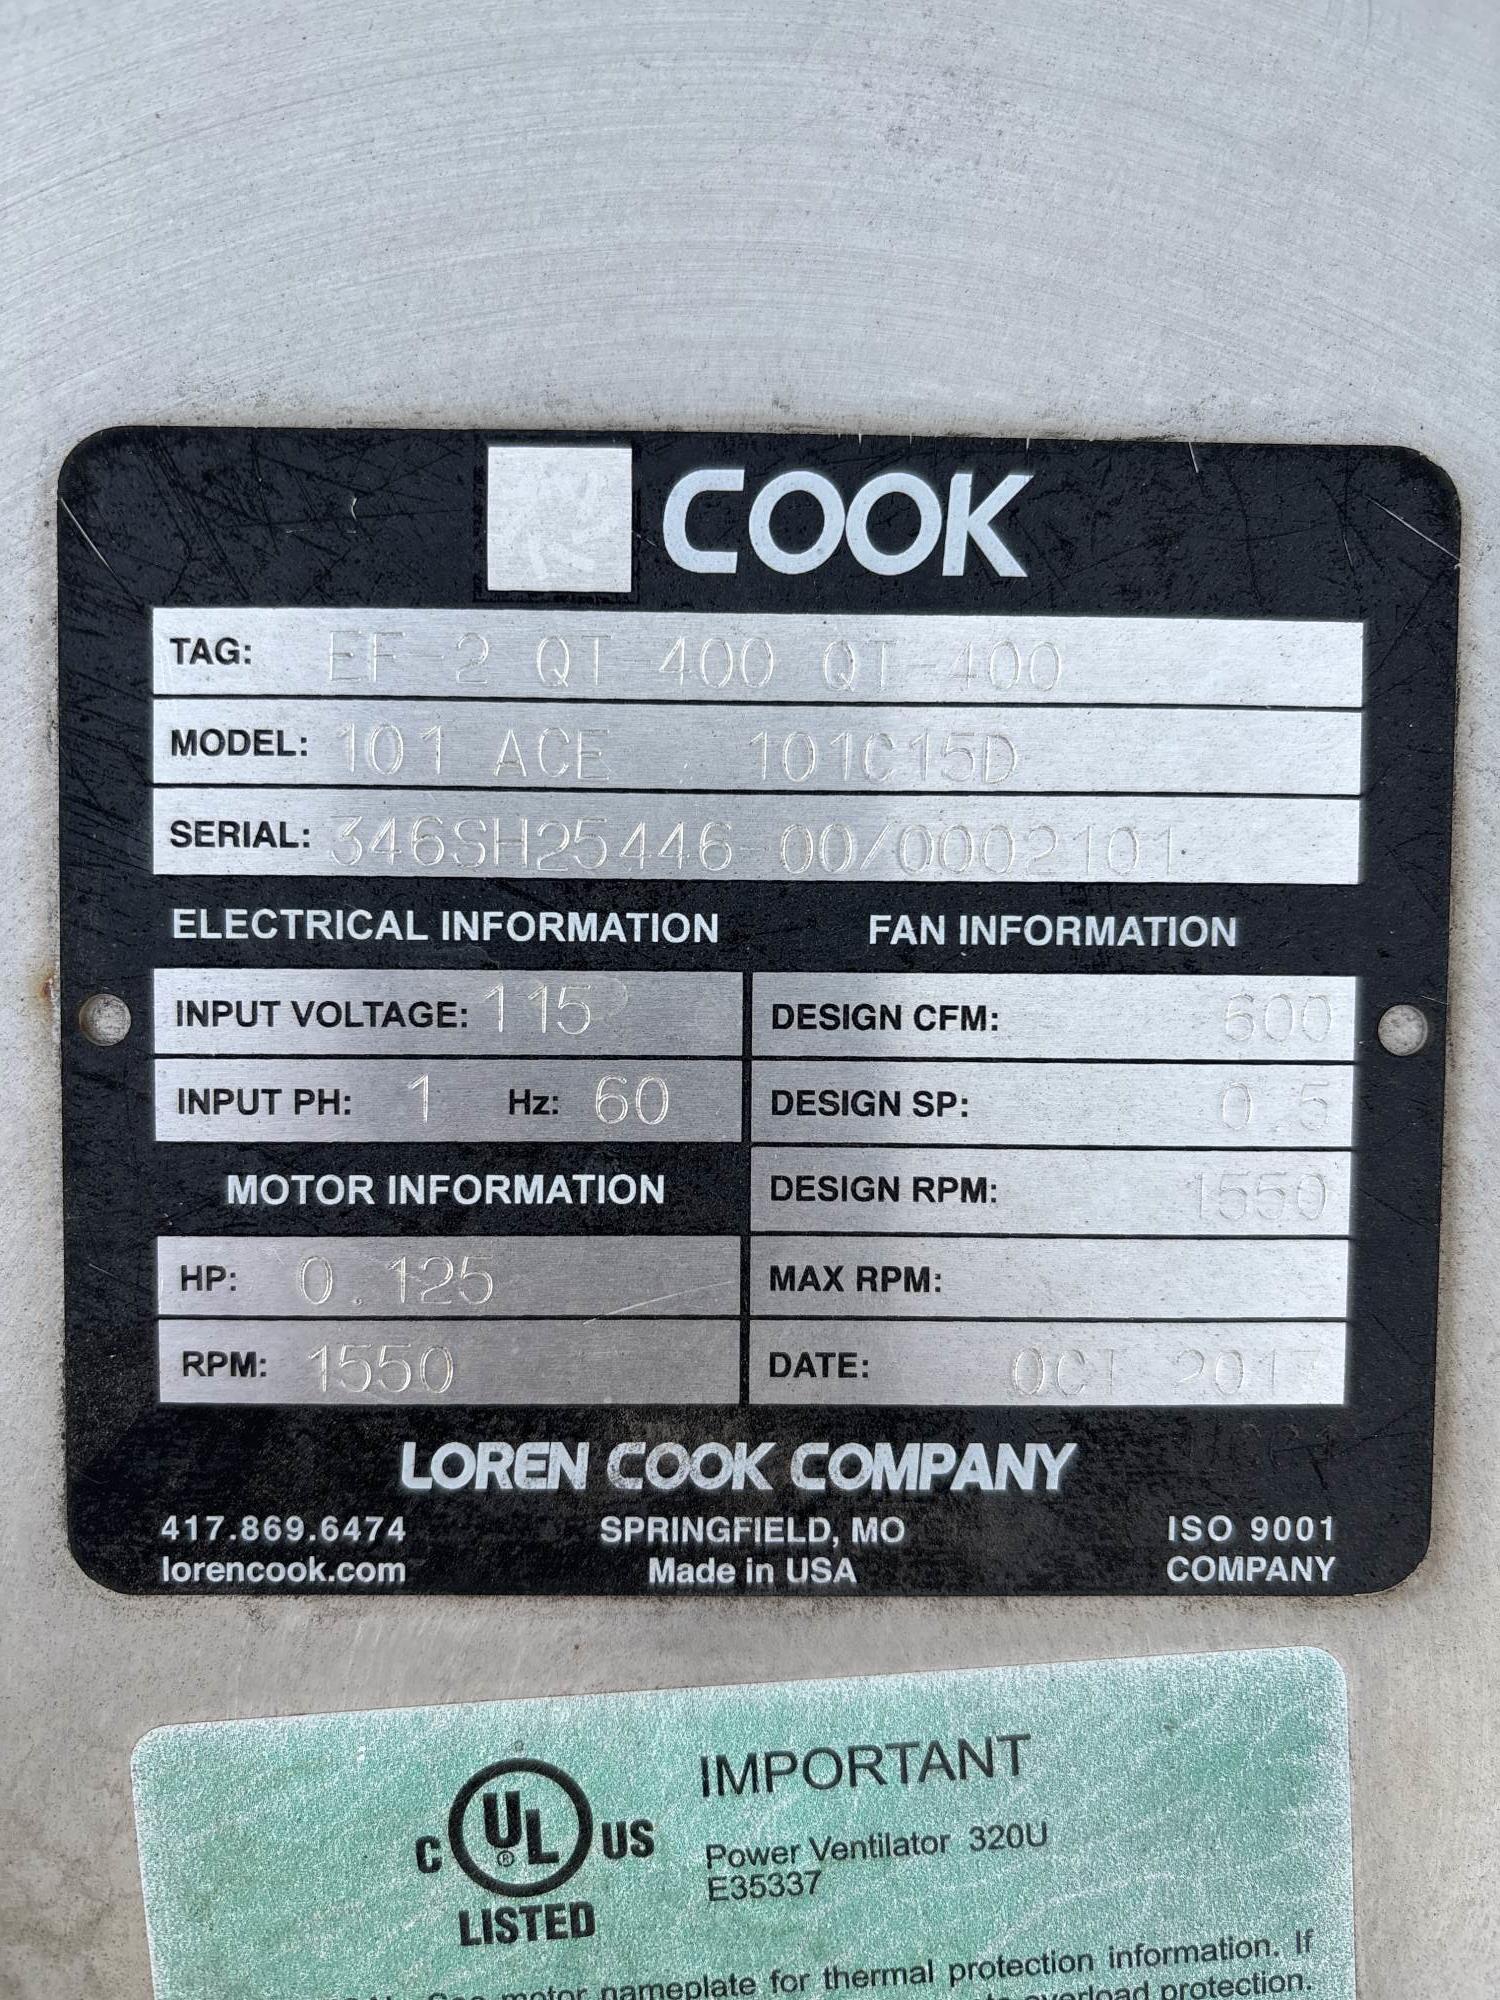 COOK
TAG: EF-2 QT-400 QT-400
MODEL: 101 ACE 101C15D
SERIAL: 346SH25446-00/0002101
ELECTRICAL INFORMATION
INPUT VOLTAGE: 115
INPUT PH: 1 Hz: 60
MOTOR INFORMATION
HP: 0.125
RPM: 1550
FAN INFORMATION
DESIGN CFM: 600
DESIGN SP: 0.5
DESIGN RPM: 1550
MAX RPM:
DATE: OCT 2017
LOREN COOK COMPANY
417.869.6474
lorencook.com
SPRINGFIELD, MO
Made in USA
ISO 9001
COMPANY
C UL ® US
LISTED
IMPORTANT
Power Ventilator 320U
E35337
motor nameplate for thermal protection information. If
overload protection.